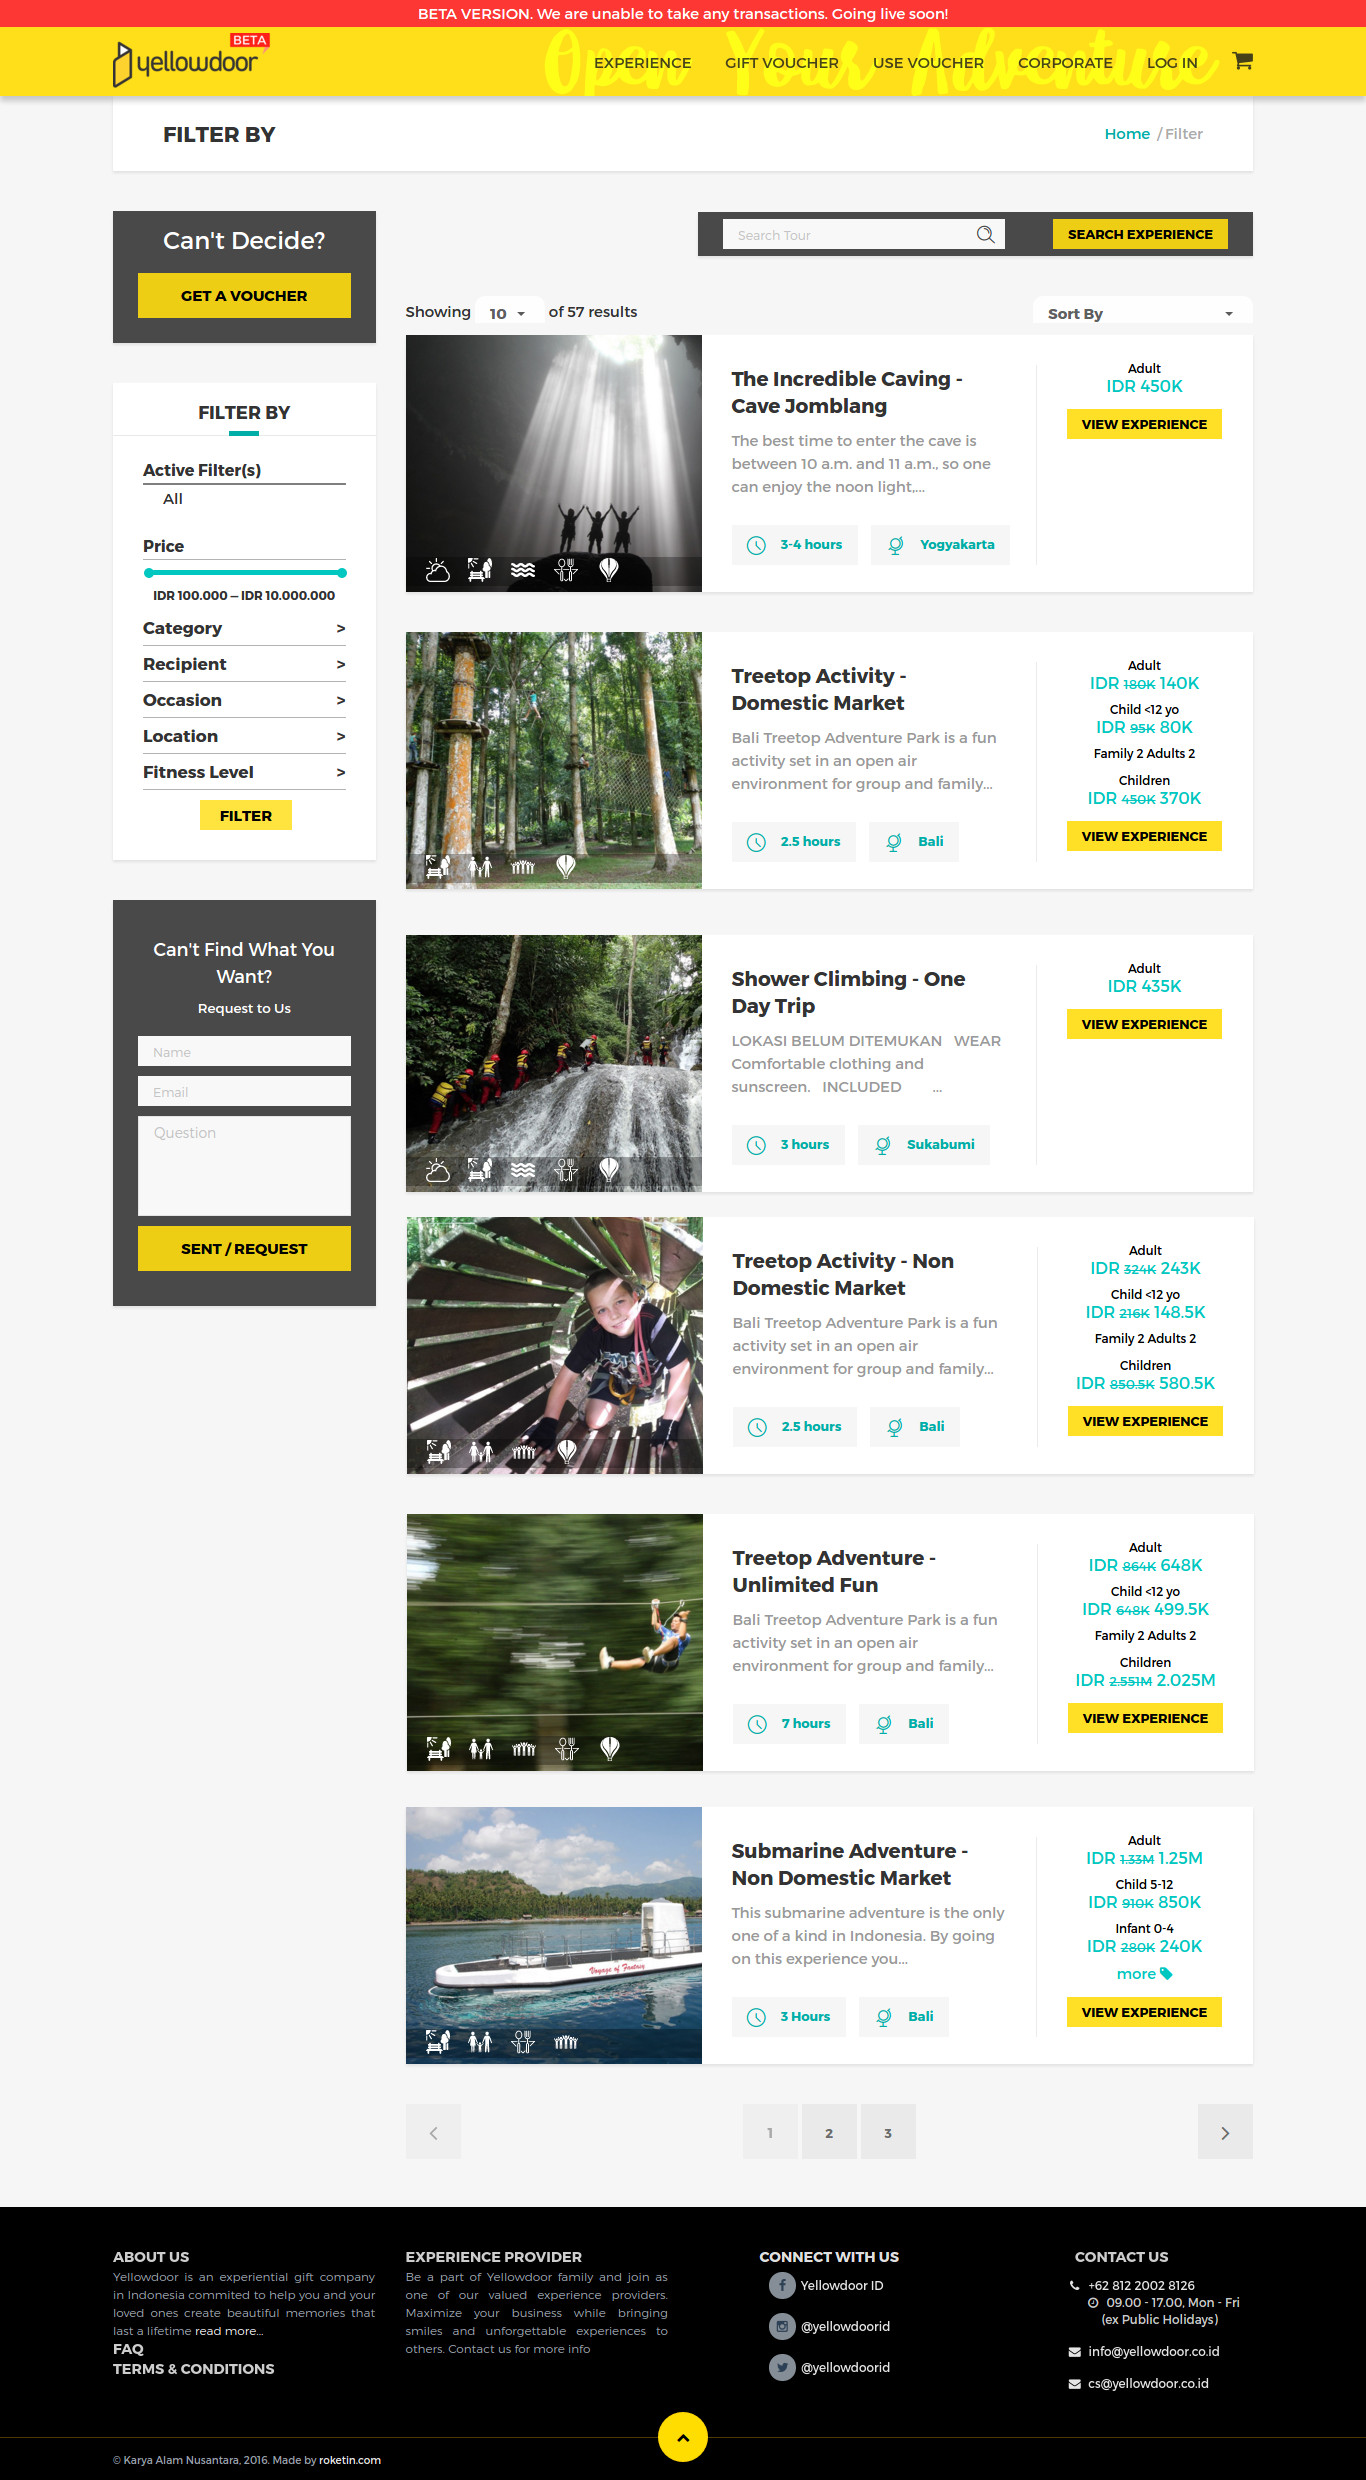 BETA VERSION. We are unable to take any transactions. Going live soon!
Open Your Adventure
yellowdoor BETA
EXPERIENCE GIFT VOUCHER USE VOUCHER CORPORATE LOG IN
FILTER BY
Home / Filter
Can't Decide?
GET A VOUCHER
Search Tour
SEARCH EXPERIENCE
Showing 10 of 57 results
Sort By
FILTER BY
Active Filter(s)
All
Price
IDR 100.000 – IDR 10.000.000
Category >
Recipient >
Occasion >
Location >
Fitness Level >
FILTER
Can't Find What You
Want?
Request to Us
Name
Email
Question
SENT / REQUEST
The Incredible Caving -
Cave Jomblang
The best time to enter the cave is
between 10 a.m. and 11 a.m., so one
can enjoy the noon light,...
3-4 hours
Yogyakarta
Adult
IDR 450K
VIEW EXPERIENCE
Treetop Activity -
Domestic Market
Bali Treetop Adventure Park is a fun
activity set in an open air
environment for group and family...
2.5 hours
Bali
Adult
IDR 180K 140K
Child <12 yo
IDR 95K 80K
Family 2 Adults 2
Children
IDR 450K 370K
VIEW EXPERIENCE
Shower Climbing - One
Day Trip
LOKASI BELUM DITEMUKAN WEAR
Comfortable clothing and
sunscreen. INCLUDED ...
3 hours
Sukabumi
Adult
IDR 435K
VIEW EXPERIENCE
Treetop Activity - Non
Domestic Market
Bali Treetop Adventure Park is a fun
activity set in an open air
environment for group and family...
2.5 hours
Bali
Adult
IDR 324K 243K
Child <12 yo
IDR 216K 148.5K
Family 2 Adults 2
Children
IDR 850.5K 580.5K
VIEW EXPERIENCE
Treetop Adventure -
Unlimited Fun
Bali Treetop Adventure Park is a fun
activity set in an open air
environment for group and family...
7 hours
Bali
Adult
IDR 864K 648K
Child <12 yo
IDR 648K 499.5K
Family 2 Adults 2
Children
IDR 2.551M 2.025M
VIEW EXPERIENCE
Voyage of Fantasy
Submarine Adventure -
Non Domestic Market
This submarine adventure is the only
one of a kind in Indonesia. By going
on this experience you...
3 Hours
Bali
Adult
IDR 1.33M 1.25M
Child 5-12
IDR 910K 850K
Infant 0-4
IDR 280K 240K
more
VIEW EXPERIENCE
1 2 3
ABOUT US
Yellowdoor is an experiential gift company
in Indonesia commited to help you and your
loved ones create beautiful memories that
last a lifetime read more...
FAQ
TERMS & CONDITIONS
EXPERIENCE PROVIDER
Be a part of Yellowdoor family and join as
one of our valued experience providers.
Maximize your business while bringing
smiles and unforgettable experiences to
others. Contact us for more info
CONNECT WITH US
Yellowdoor ID
@yellowdoorid
@yellowdoorid
CONTACT US
+62 812 2002 8126
09.00 - 17.00, Mon - Fri
(ex Public Holidays)
info@yellowdoor.co.id
cs@yellowdoor.co.id
© Karya Alam Nusantara, 2016. Made by roketin.com